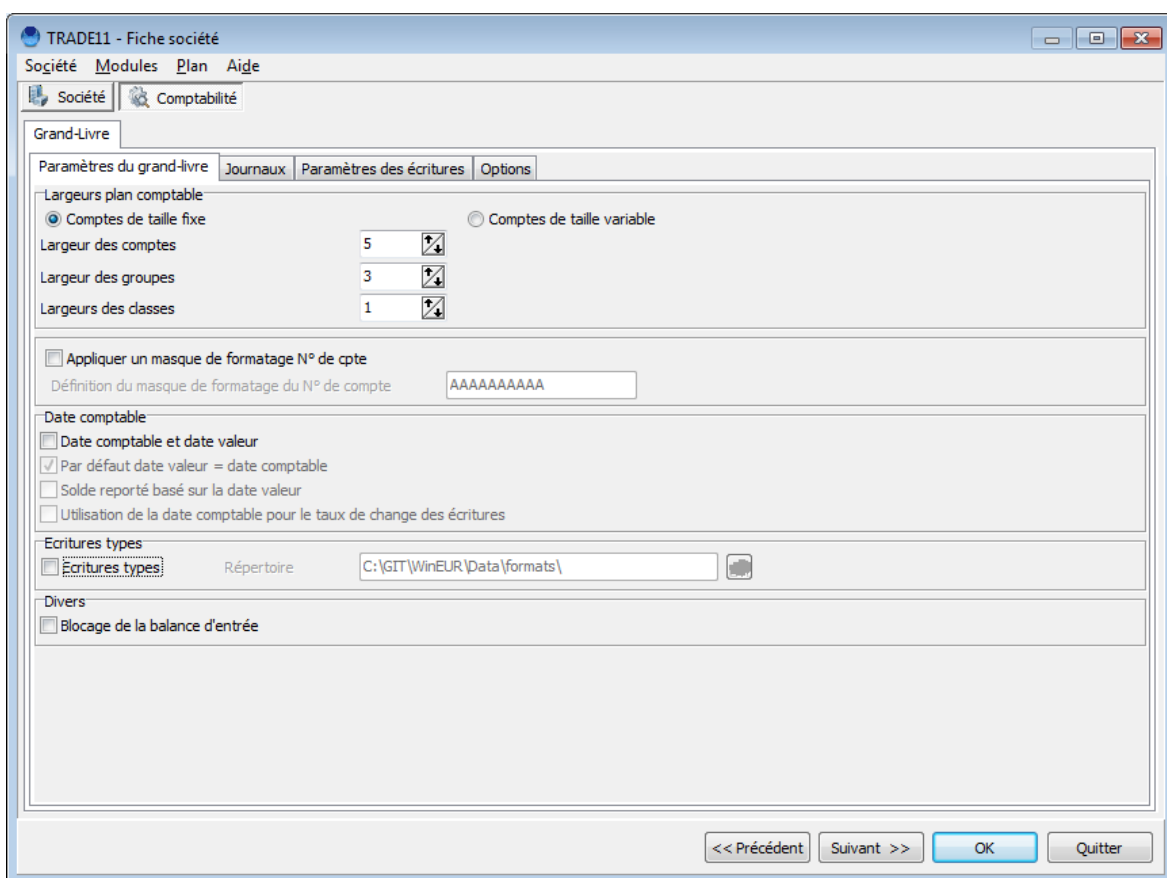 TRADE11 - Fiche société
Société Modules Plan Aide
Société Comptabilité
Grand-Livre
Paramètres du grand-livre Journaux Paramètres des écritures Options
Largeurs plan comptable
Comptes de taille fixe Comptes de taille variable
Largeur des comptes 5
Largeur des groupes 3
Largeurs des classes 1
Appliquer un masque de formatage N° de cpte
Définition du masque de formatage du N° de compte AAAAAAAAAA
Date comptable
Date comptable et date valeur
Par défaut date valeur = date comptable
Solde reporté basé sur la date valeur
Utilisation de la date comptable pour le taux de change des écritures
Ecritures types
Ecritures types Répertoire C:\GIT\WinEUR\Data\formats\
Divers
Blocage de la balance d'entrée
<< Précédent Suivant >> OK Quitter